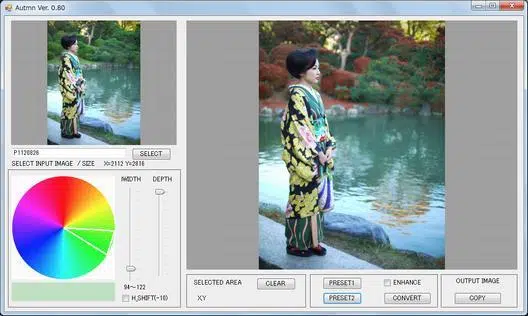 Autmn Ver. 0.80
P1120826
SELECT
SELECT INPUT IMAGE / SIZE X=2112 Y=2816
WIDTH DEPTH
94~122
H_SHIFT(-10)
SELECTED AREA
CLEAR
X,Y
PRESET1
ENHANCE
PRESET2
CONVERT
OUTPUT IMAGE
COPY